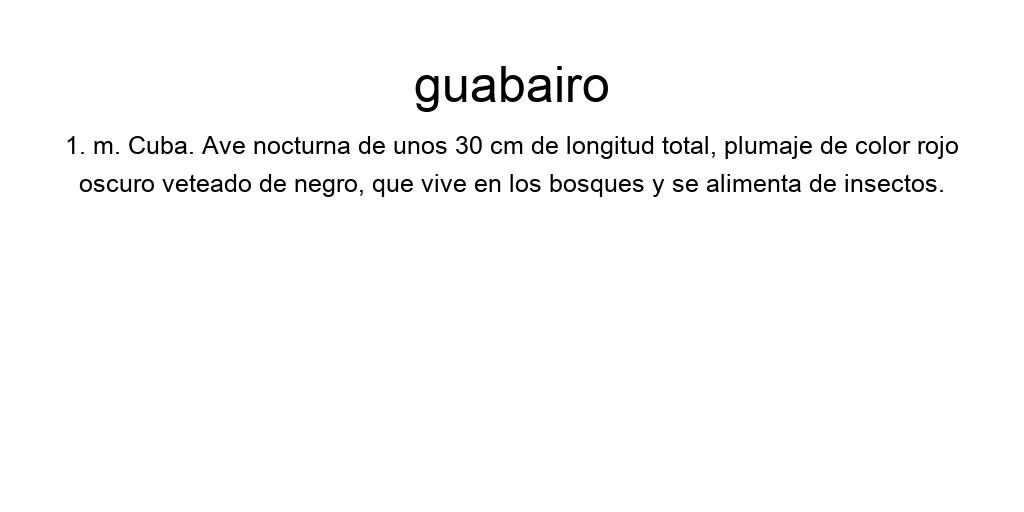 guabairo
1. m. Cuba. Ave nocturna de unos 30 cm de longitud total, plumaje de color rojo
oscuro veteado de negro, que vive en los bosques y se alimenta de insectos.